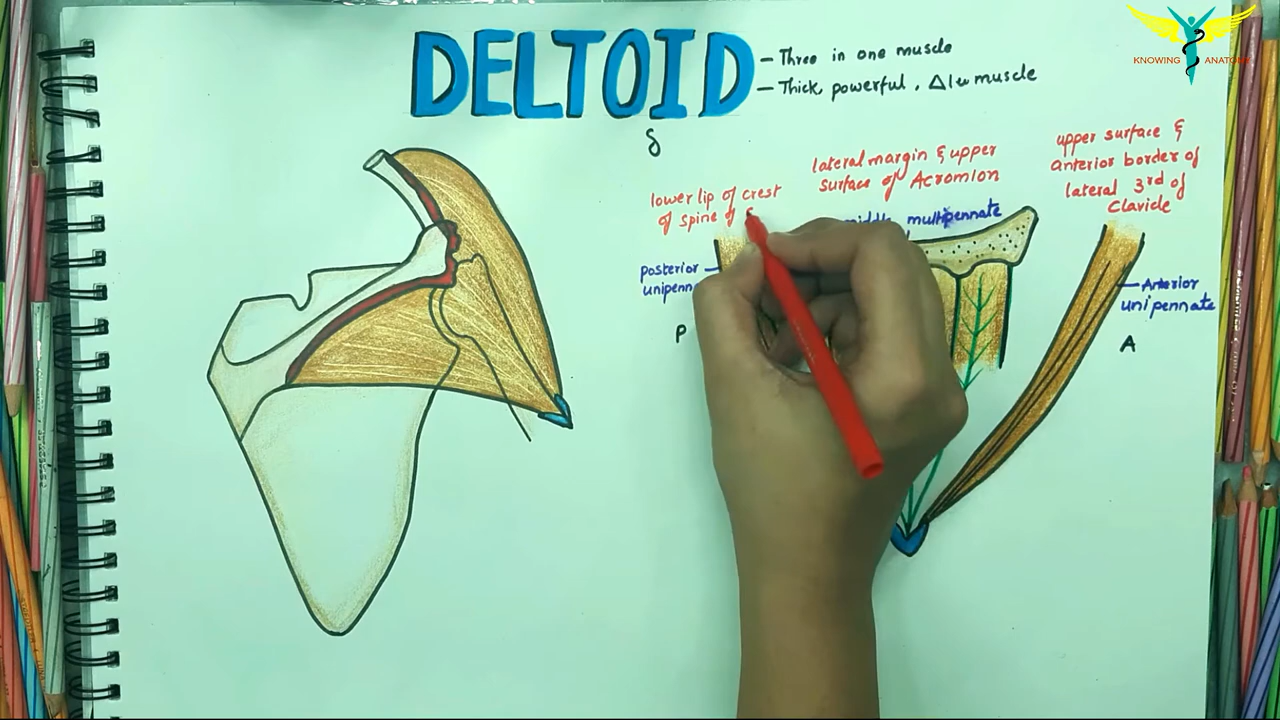 DELTOID
- Three in one muscle
- Thick, powerful, Δle muscle
KNOWING ANATOMY
δ
lower lip of crest
of spine of
lateral margin & upper
surface of Acromion
upper surface &
anterior border of
lateral 3rd of
Clavicle
middle multipennate
posterior
unipenn
Anterior
unipennate
P
A